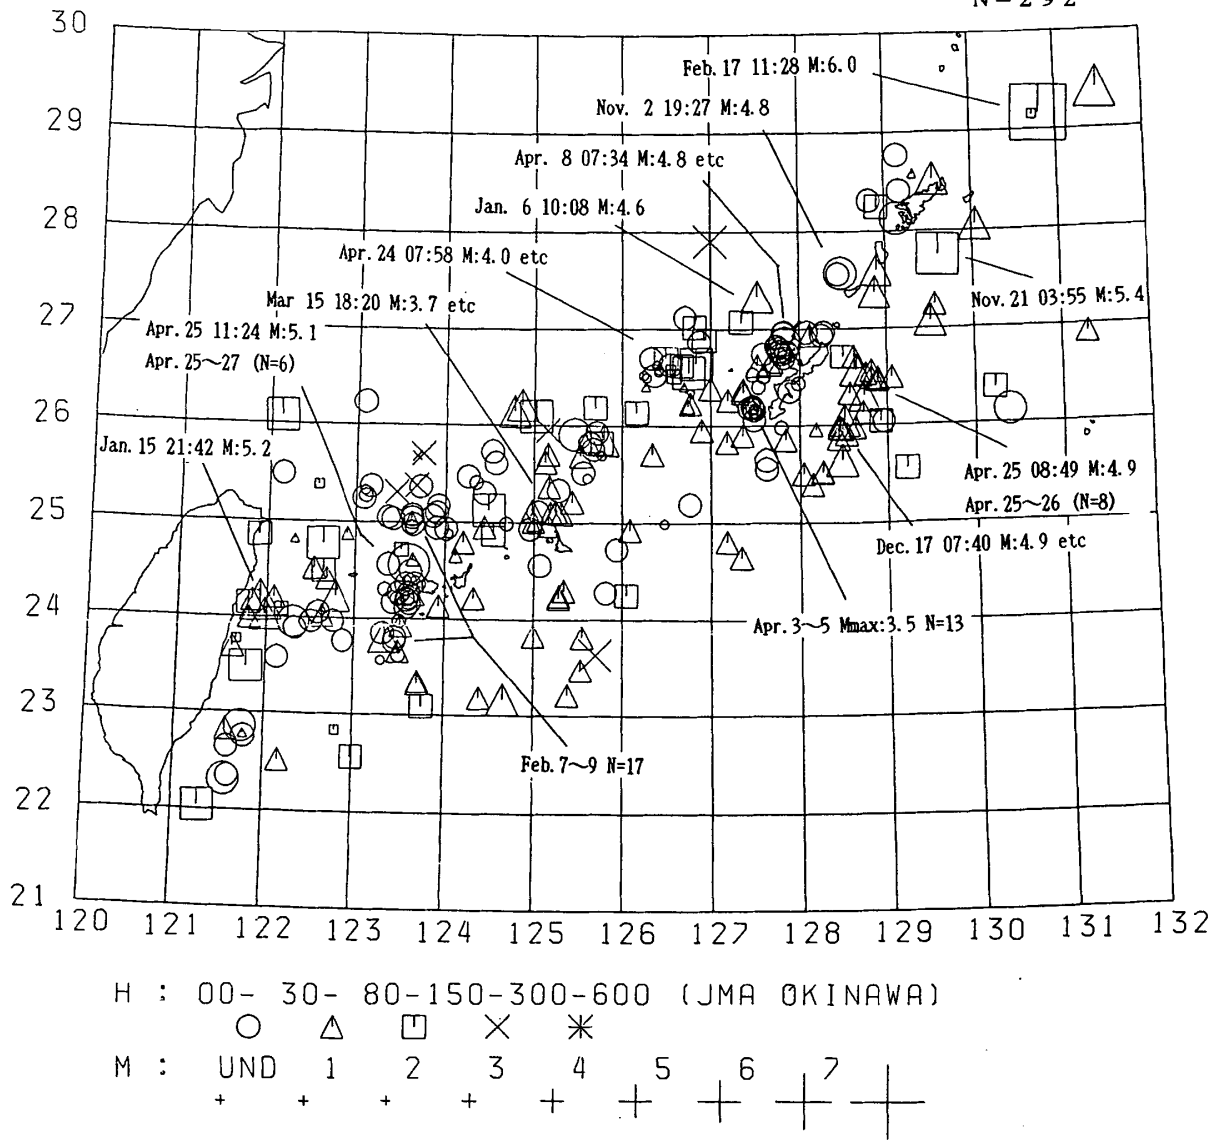 N=292
30
29
28
27
26
25
24
23
22
21
Feb. 17 11:28 M:6.0
Nov. 2 19:27 M:4.8
Apr. 8 07:34 M:4.8 etc
Jan. 6 10:08 M:4.6
Apr. 24 07:58 M:4.0 etc
Mar 15 18:20 M:3.7 etc
Apr. 25 11:24 M:5.1
Apr. 25~27 (N=6)
Jan. 15 21:42 M:5.2
Nov. 21 03:55 M:5.4
Apr. 25 08:49 M:4.9
Apr. 25~26 (N=8)
Dec. 17 07:40 M:4.9 etc
Apr. 3~5 Mmax:3.5 N=13
Feb. 7~9 N=17
120 121 122 123 124 125 126 127 128 129 130 131 132
H : 00- 30- 80-150-300-600 (JMA OKINAWA)
M : UND 1 2 3 4 5 6 7